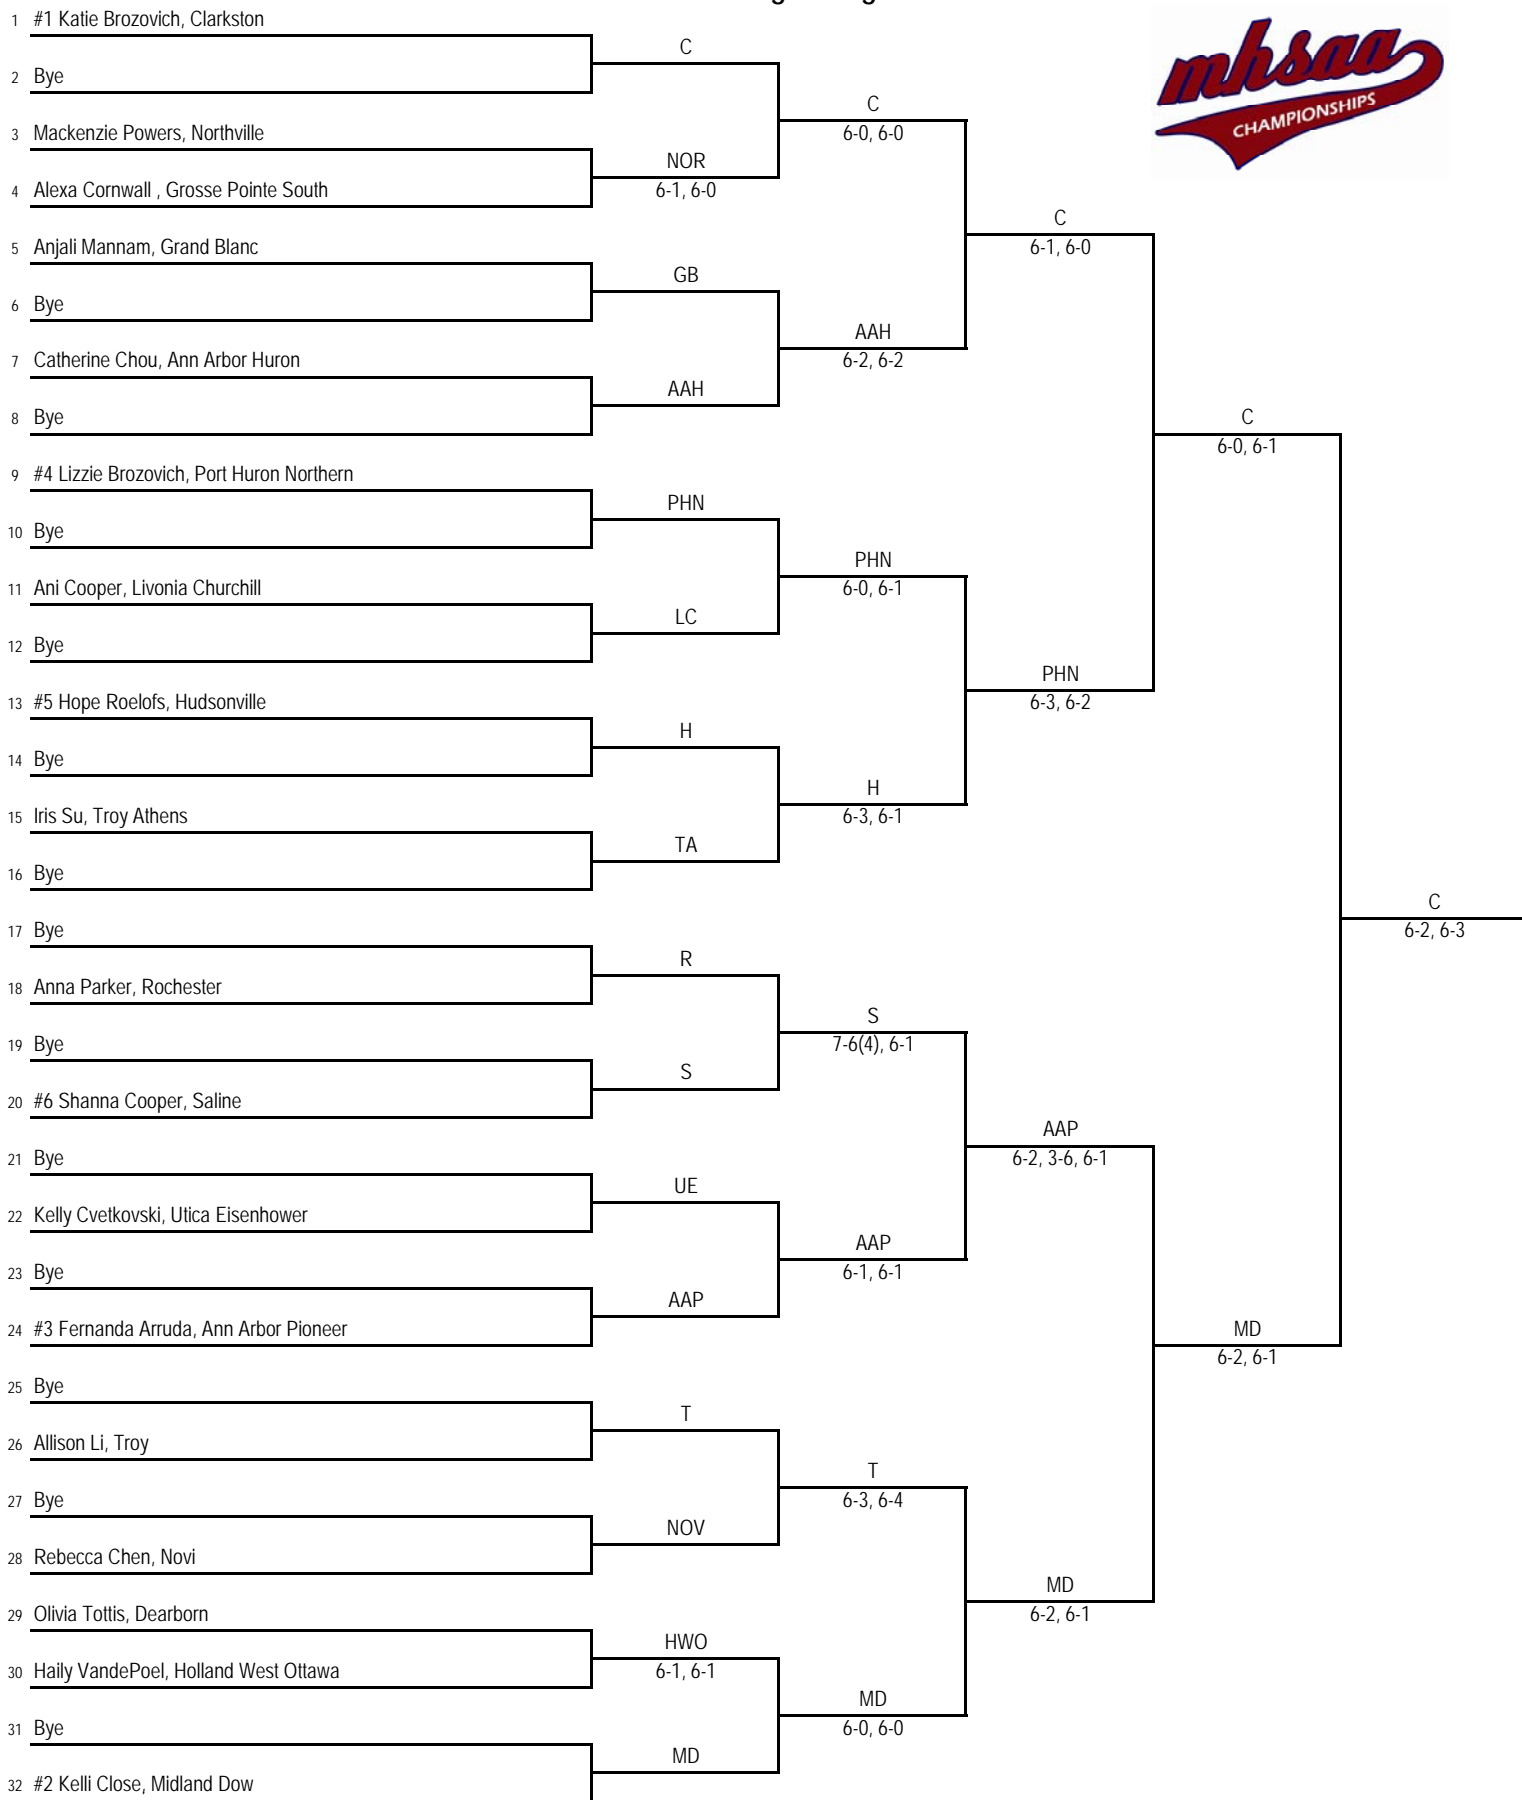 mhsaa
CHAMPIONSHIPS
1 #1 Katie Brozovich, Clarkston
C
2 Bye
C
6-0, 6-0
3 Mackenzie Powers, Northville
NOR
6-1, 6-0
4 Alexa Cornwall , Grosse Pointe South
C
6-1, 6-0
5 Anjali Mannam, Grand Blanc
GB
6 Bye
AAH
6-2, 6-2
7 Catherine Chou, Ann Arbor Huron
AAH
8 Bye
C
6-0, 6-1
9 #4 Lizzie Brozovich, Port Huron Northern
PHN
10 Bye
PHN
6-0, 6-1
11 Ani Cooper, Livonia Churchill
LC
12 Bye
PHN
6-3, 6-2
13 #5 Hope Roelofs, Hudsonville
H
14 Bye
H
6-3, 6-1
15 Iris Su, Troy Athens
TA
16 Bye
C
6-2, 6-3
17 Bye
R
18 Anna Parker, Rochester
S
7-6(4), 6-1
19 Bye
S
20 #6 Shanna Cooper, Saline
AAP
6-2, 3-6, 6-1
21 Bye
UE
22 Kelly Cvetkovski, Utica Eisenhower
AAP
6-1, 6-1
23 Bye
AAP
24 #3 Fernanda Arruda, Ann Arbor Pioneer
MD
6-2, 6-1
25 Bye
T
26 Allison Li, Troy
T
6-3, 6-4
27 Bye
NOV
28 Rebecca Chen, Novi
MD
6-2, 6-1
29 Olivia Tottis, Dearborn
HWO
6-1, 6-1
30 Haily VandePoel, Holland West Ottawa
MD
6-0, 6-0
31 Bye
MD
32 #2 Kelli Close, Midland Dow